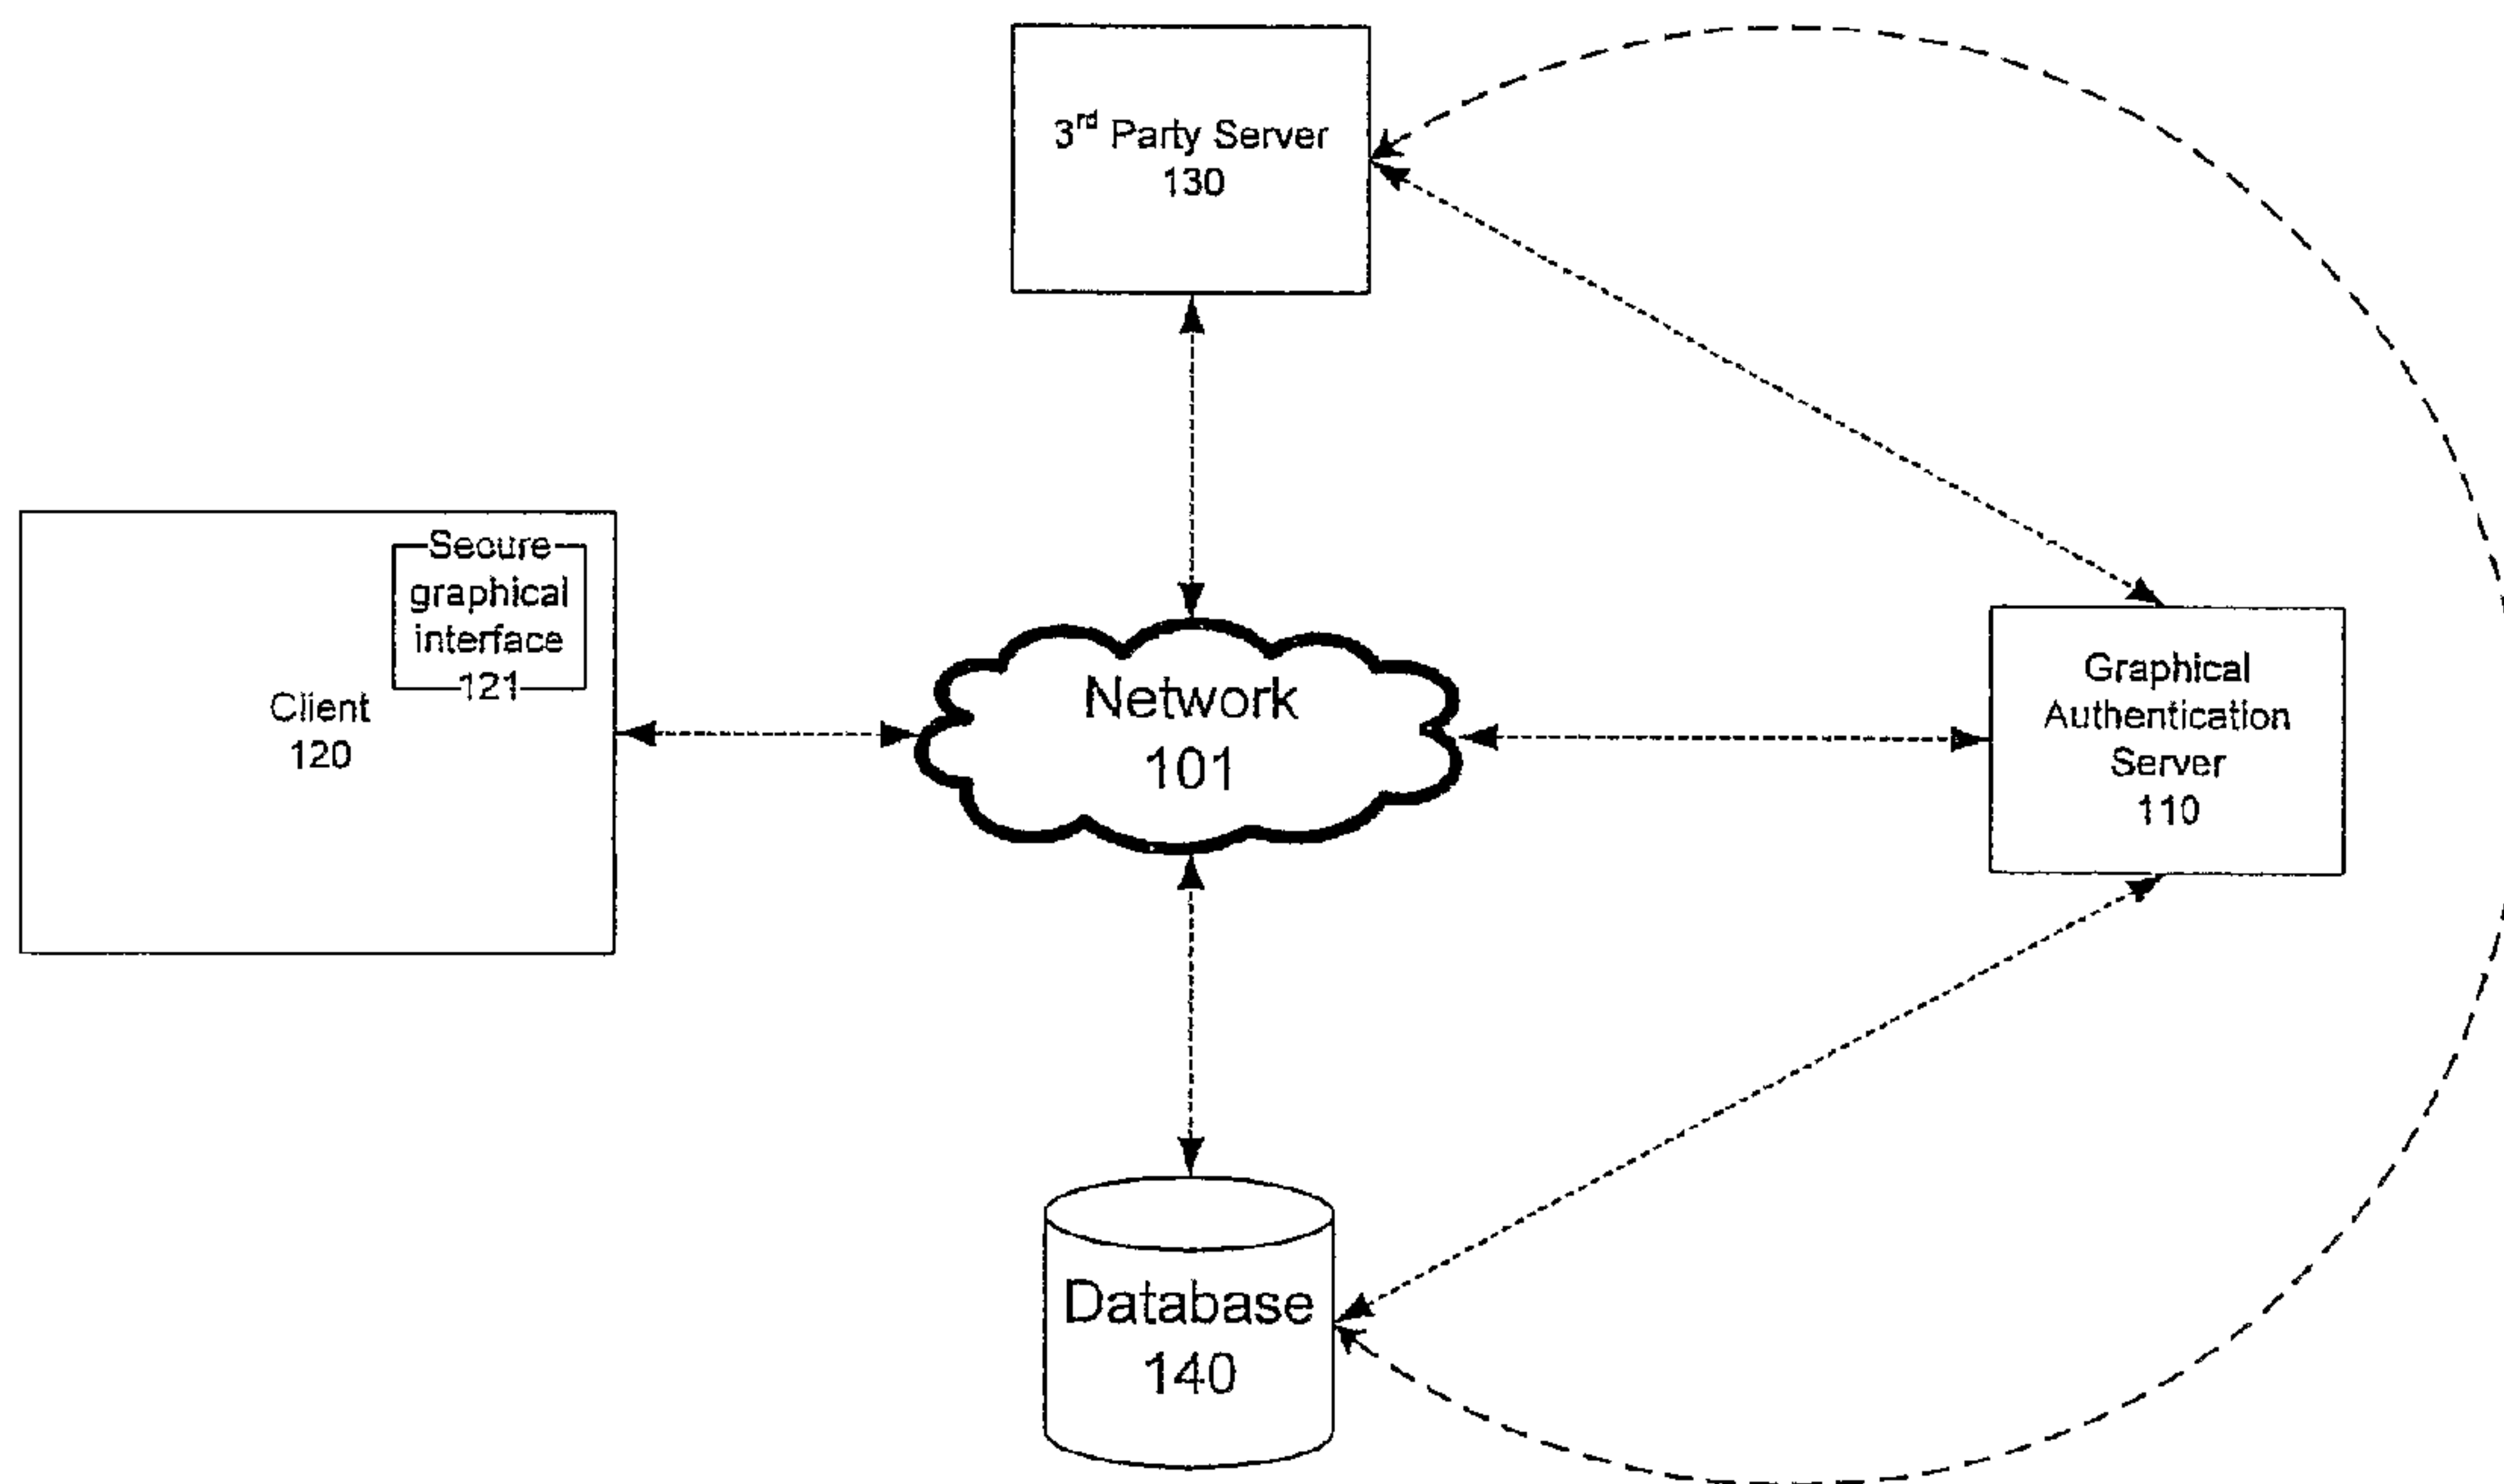 3rd Party Server
130
Secure
graphical
interface
121
Client
120
Network
101
Graphical
Authentication
Server
110
Database
140